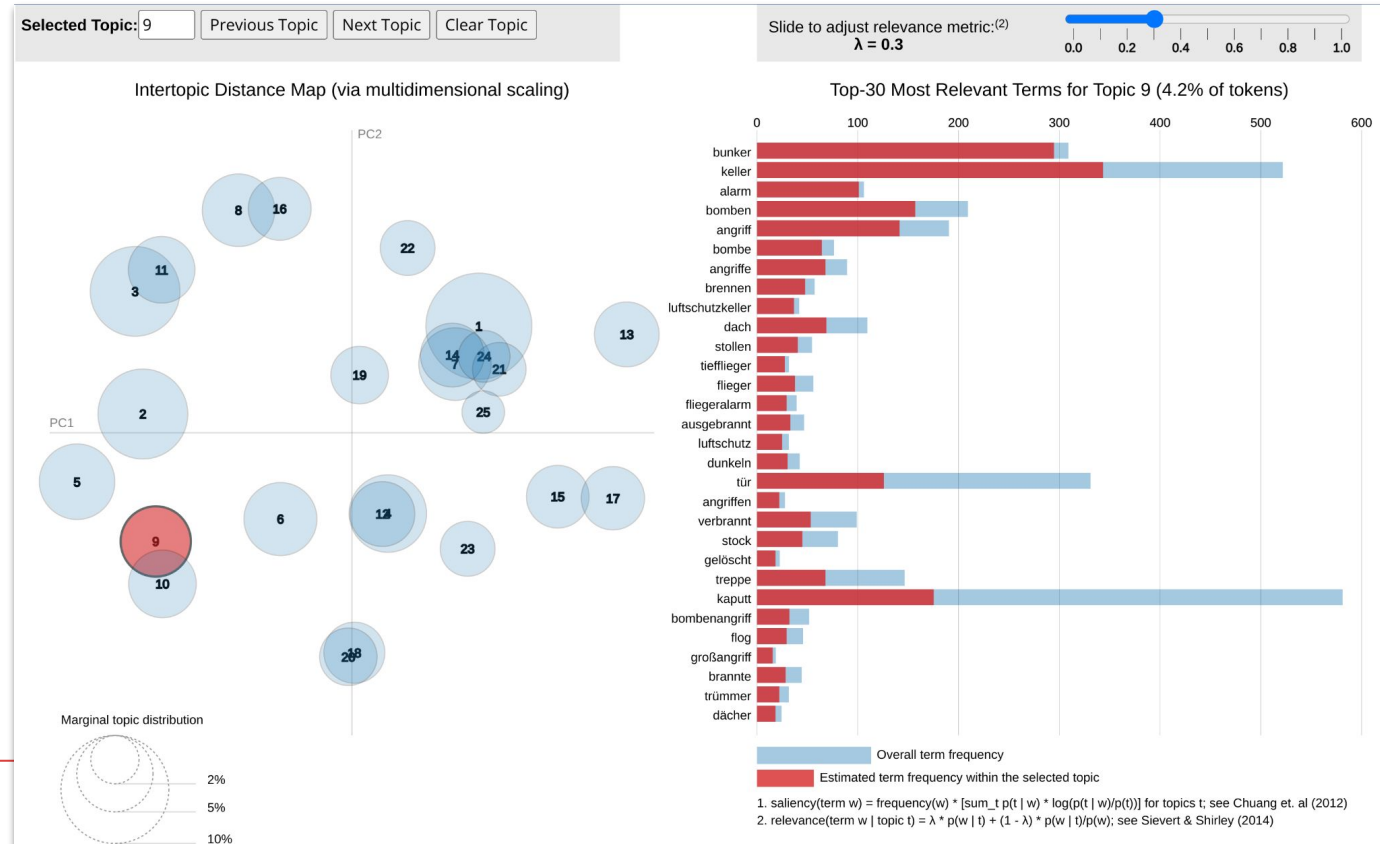 Selected Topic: 9 Previous Topic Next Topic Clear Topic
Slide to adjust relevance metric:(2)
λ = 0.3
0.0 0.2 0.4 0.6 0.8 1.0
Intertopic Distance Map (via multidimensional scaling)
PC2
PC1
8
16
22
11
3
1
13
14
7
24
21
19
25
2
5
15
17
6
12
4
9
23
10
18
20
Marginal topic distribution
2%
5%
10%
Top-30 Most Relevant Terms for Topic 9 (4.2% of tokens)
0 100 200 300 400 500 600
bunker
keller
alarm
bomben
angriff
bombe
angriffe
brennen
luftschutzkeller
dach
stollen
tiefflieger
flieger
fliegeralarm
ausgebrannt
luftschutz
dunkeln
tür
angriffen
verbrannt
stock
gelöscht
treppe
kaputt
bombenangriff
flog
großangriff
brannte
trümmer
dächer
Overall term frequency
Estimated term frequency within the selected topic
1. saliency(term w) = frequency(w) * [sum_t p(t | w) * log(p(t | w)/p(t))] for topics t; see Chuang et. al (2012)
2. relevance(term w | topic t) = λ * p(w | t) + (1 - λ) * p(w | t)/p(w); see Sievert & Shirley (2014)